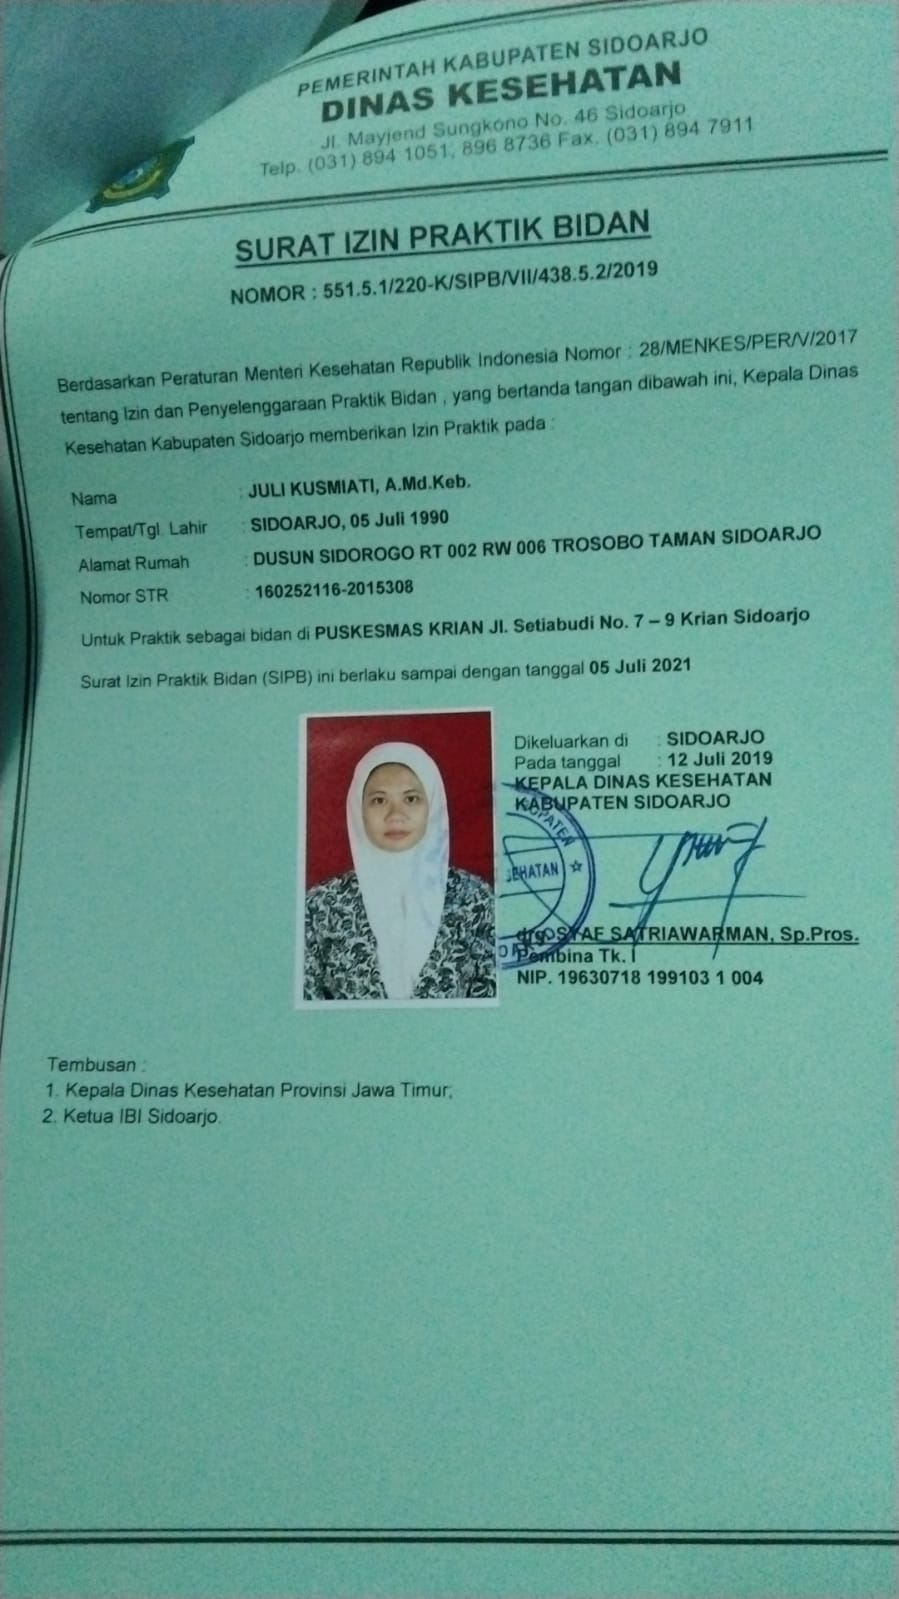 PEMERINTAH KABUPATEN SIDOARJO
DINAS KESEHATAN
Jl. Mayjend Sungkono No. 46 Sidoarjo
Telp. (031) 894 1051, 896 8736 Fax. (031) 894 7911
SURAT IZIN PRAKTIK BIDAN
NOMOR : 551.5.1/220-K/SIPB/VII/438.5.2/2019
Berdasarkan Peraturan Menteri Kesehatan Republik Indonesia Nomor : 28/MENKES/PER/V/2017
tentang Izin dan Penyelenggaraan Praktik Bidan , yang bertanda tangan dibawah ini, Kepala Dinas
Kesehatan Kabupaten Sidoarjo memberikan Izin Praktik pada :
Nama : JULI KUSMIATI, A.Md.Keb.
Tempat/Tgl. Lahir : SIDOARJO, 05 Juli 1990
Alamat Rumah : DUSUN SIDOROGO RT 002 RW 006 TROSOBO TAMAN SIDOARJO
Nomor STR : 160252116-2015308
Untuk Praktik sebagai bidan di PUSKESMAS KRIAN Jl. Setiabudi No. 7 – 9 Krian Sidoarjo
Surat Izin Praktik Bidan (SIPB) ini berlaku sampai dengan tanggal 05 Juli 2021
Dikeluarkan di : SIDOARJO
Pada tanggal : 12 Juli 2019
KEPALA DINAS KESEHATAN
KABUPATEN SIDOARJO
SATRIAWARMAN, Sp.Pros.
Pembina Tk. I
NIP. 19630718 199103 1 004
Tembusan :
1. Kepala Dinas Kesehatan Provinsi Jawa Timur;
2. Ketua IBI Sidoarjo.